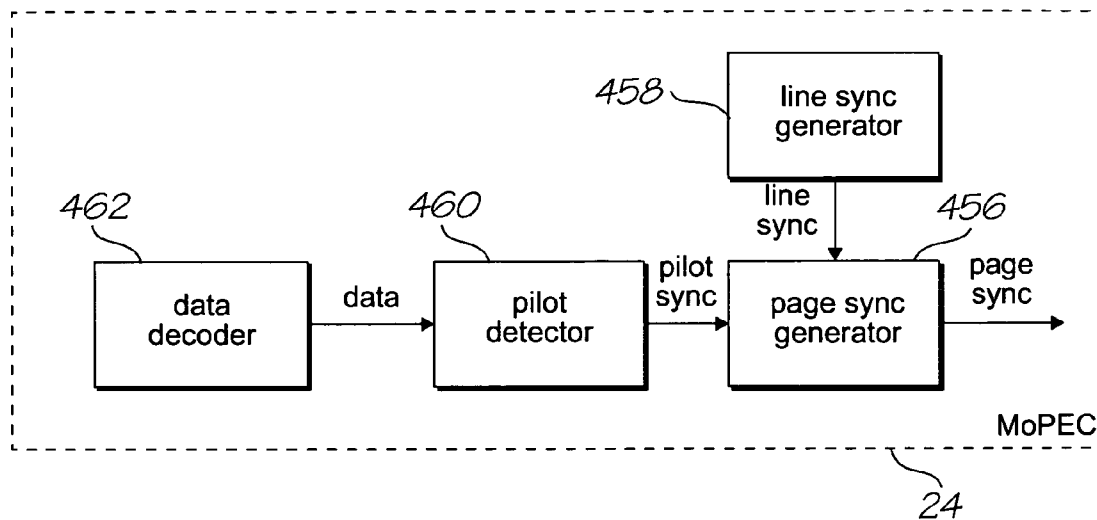 458
line sync
generator
line
sync
462
460
456
data
decoder
data
pilot
detector
pilot
sync
page sync
generator
page
sync
MoPEC
24